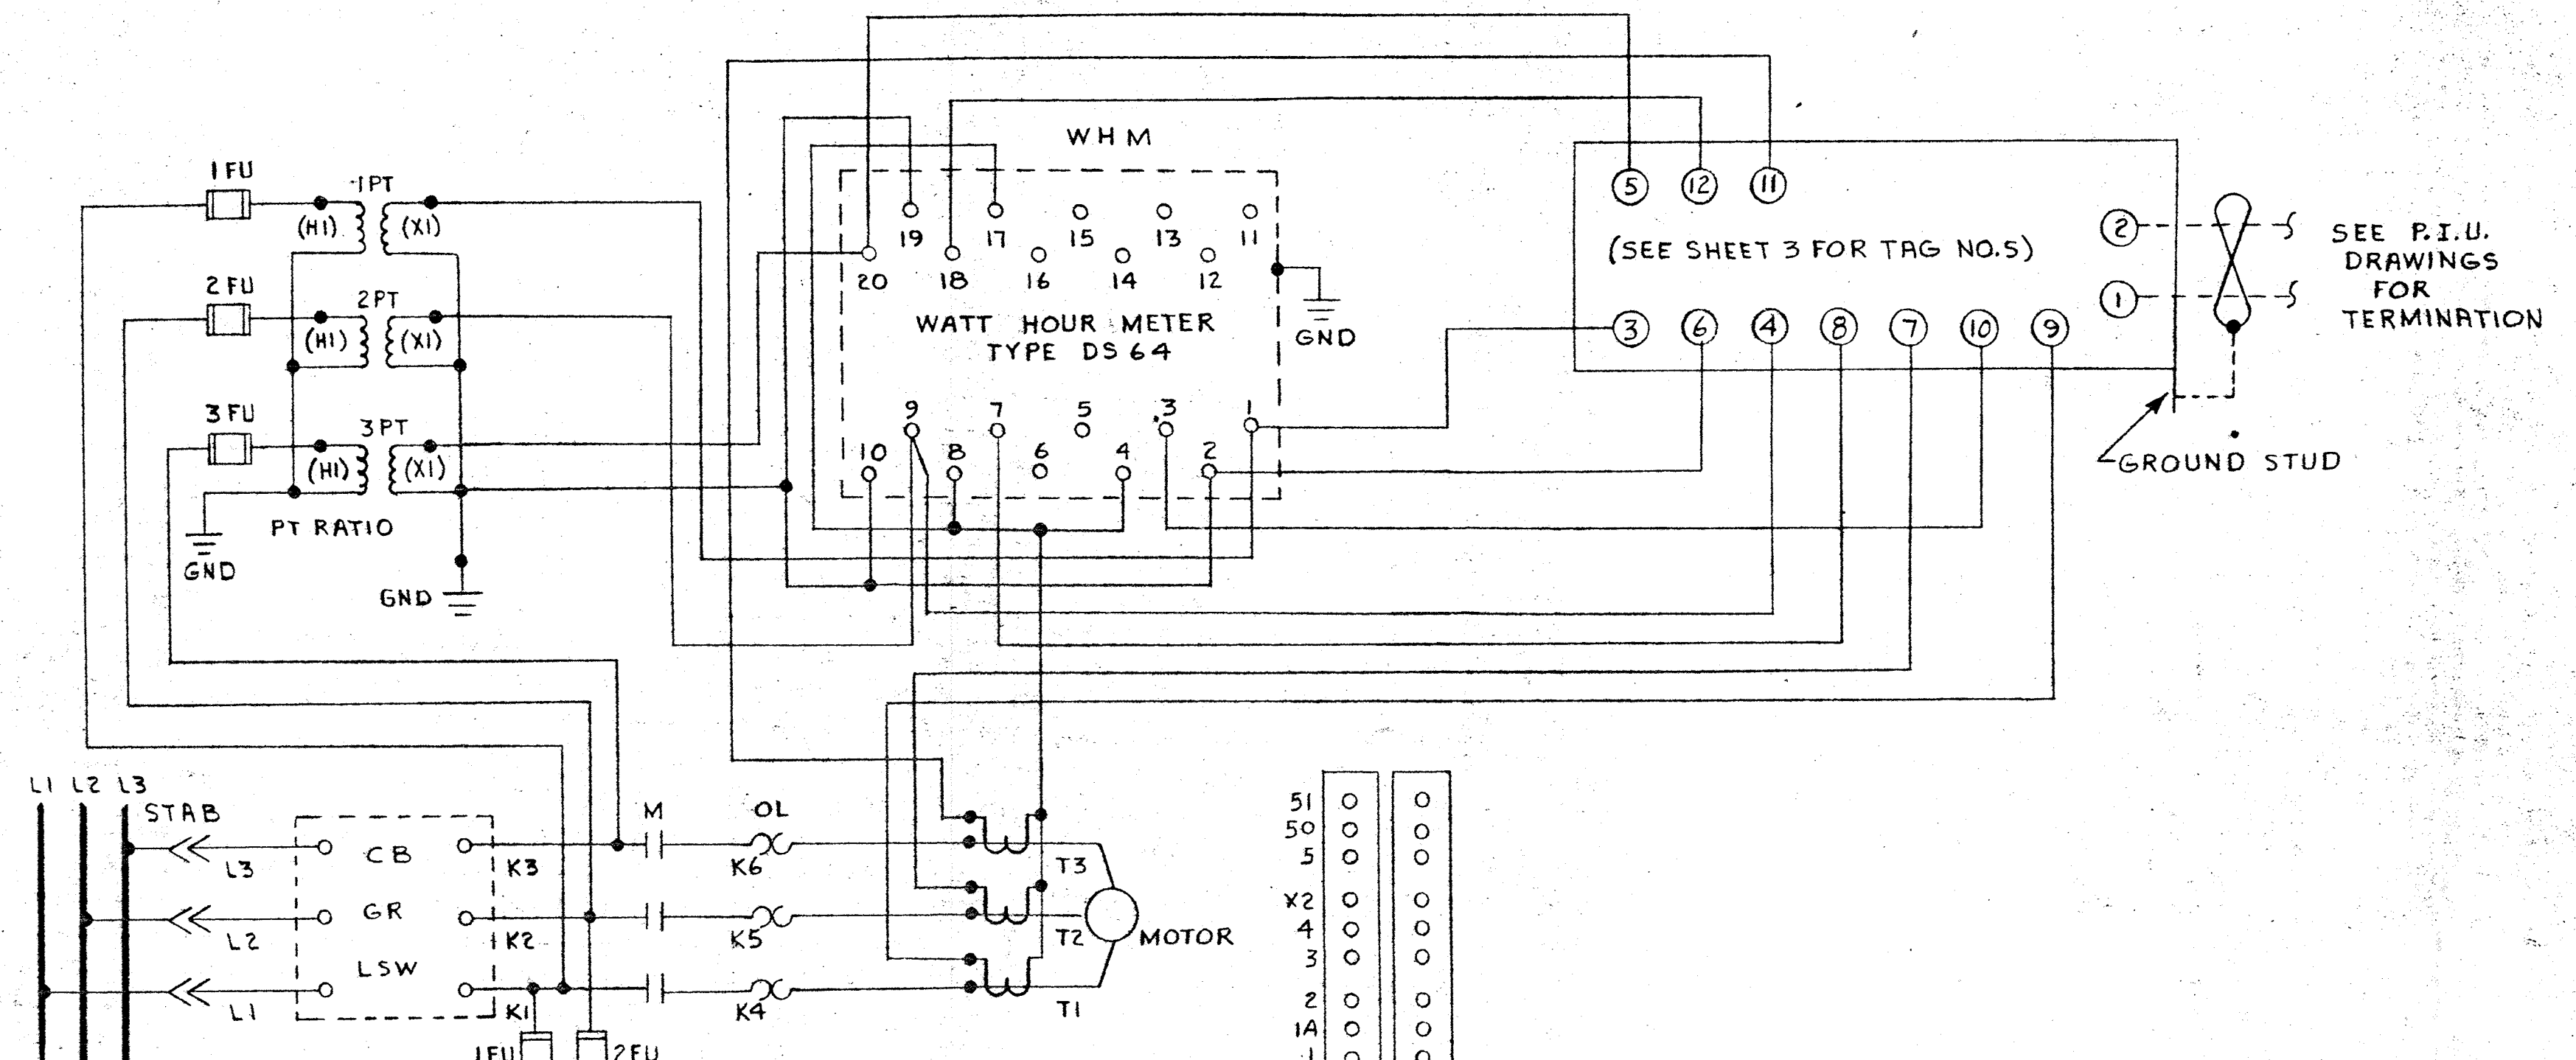 WHM
1FU
1PT
(H1)
(X1)
5
12
11
19
17
15
13
11
20
18
16
14
12
(SEE SHEET 3 FOR TAG NO.S)
2
1
SEE P.I.U.
DRAWINGS
FOR
TERMINATION
2FU
2PT
(H1)
(X1)
WATT HOUR METER
TYPE DS64
GND
3
6
4
8
7
10
9
3FU
3PT
(H1)
(X1)
9
7
5
3
1
10
8
6
4
2
GROUND STUD
PT RATIO
GND
GND
L1 L2 L3
STAB
M
OL
L3
CB
K3
K6
T3
L2
GR
K2
K5
T2
MOTOR
L1
LSW
K1
K4
T1
1FU
2FU
51
50
5
X2
4
3
2
1A
1